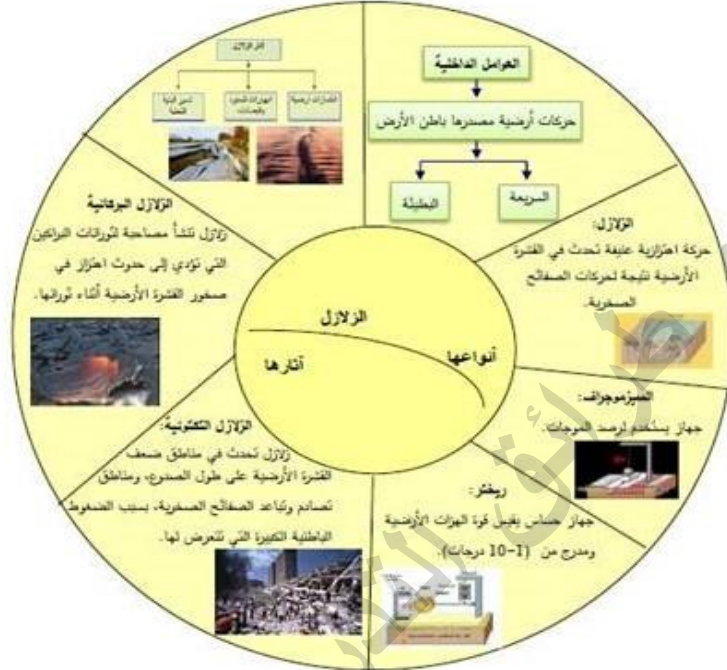 العوامل الداخلية
حركات أرضية مصدرها باطن الأرض
السريعة
البطيئة
الزلازل:
حركة اهتزازية عنيفة تحدث في القشرة
الأرضية نتيجة لحركات الصفائح
الصخرية.
السيزموجراف:
جهاز يستخدم لرصد الموجات.
ريختر:
جهاز حساس يقيس قوة الهزات الأرضية
ومدرج من (1-10 درجات).
الزلازل التكتونية:
زلازل تحدث في مناطق ضعف
القشرة الأرضية على طول الصدوع، ومناطق
تصادم وتباعد الصفائح الصخرية، بسبب الضغوط
الباطنية الكبيرة التي تتعرض لها.
الزلازل البركانية
زلازل تنشأ مصاحبة لثورانات البراكين
التي تؤدي إلى حدوث اهتزاز في
صخور القشرة الأرضية أثناء ثورانها.
الزلازل
أنواعها
آثارها
طرائق